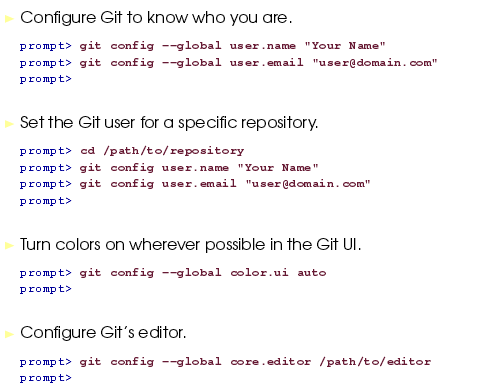 Configure Git to know who you are.
prompt> git config --global user.name "Your Name"
prompt> git config --global user.email "user@domain.com"
prompt>
Set the Git user for a specific repository.
prompt> cd /path/to/repository
prompt> git config user.name "Your Name"
prompt> git config user.email "user@domain.com"
prompt>
Turn colors on wherever possible in the Git UI.
prompt> git config --global color.ui auto
prompt>
Configure Git's editor.
prompt> git config --global core.editor /path/to/editor
prompt>